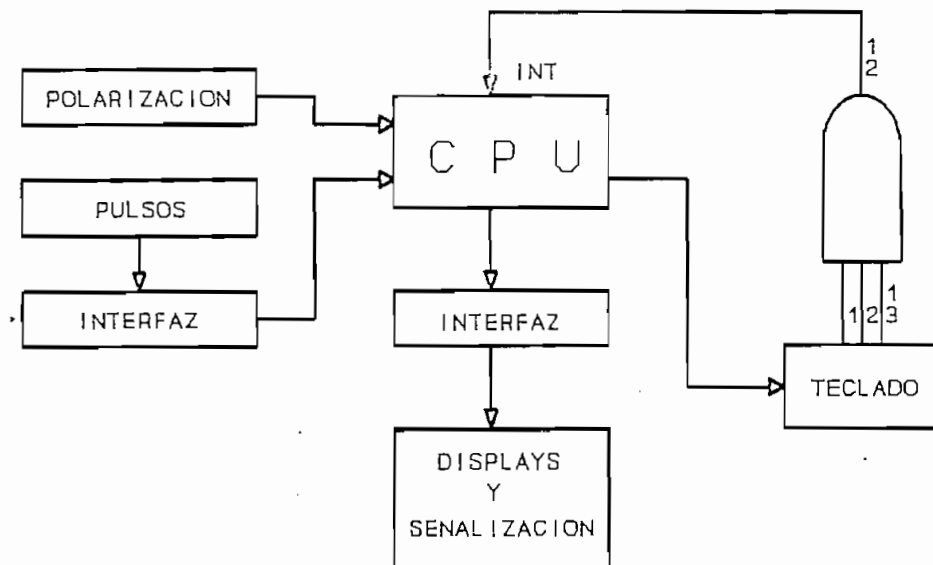 INT
1
2
POLARIZACION
C P U
PULSOS
INTERFAZ
INTERFAZ
1 2 1
3
TECLADO
DISPLAYS
Y
SENALIZACION